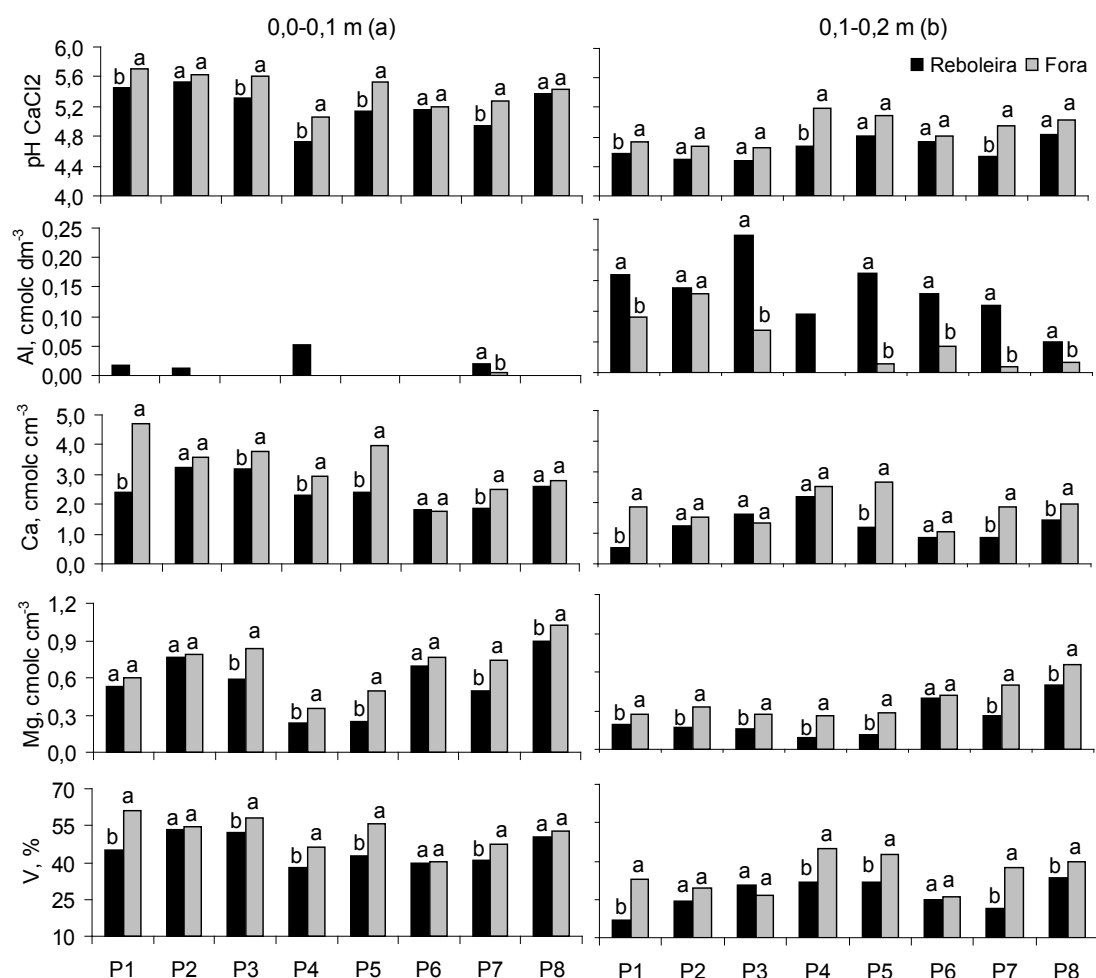 0,0-0,1 m (a)
0,1-0,2 m (b)
Reboleira Fora
pH CaCl2
6,0
5,6
5,2
4,8
4,4
4,0
b a a a b a b a b a a a b a a a
b a a a a a b a a a a a b a a a
Al, cmolc dm-3
0,25
0,20
0,15
0,10
0,05
0,00
a b
a b a a a b a b a b a b a b
Ca, cmolc cm-3
5,0
4,0
3,0
2,0
1,0
0,0
b a a a b a b a b a a a b a a a
b a a a a a a a b a a a b a b a
Mg, cmolc cm-3
1,2
0,9
0,6
0,3
0,0
a a a a b a b a b a a a b a b a
b a b a b a b a b a a a b a b a
V, %
70
55
40
25
10
b a a a b a b a b a a a b a a a
b a a a a a b a b a a a b a b a
P1 P2 P3 P4 P5 P6 P7 P8
P1 P2 P3 P4 P5 P6 P7 P8